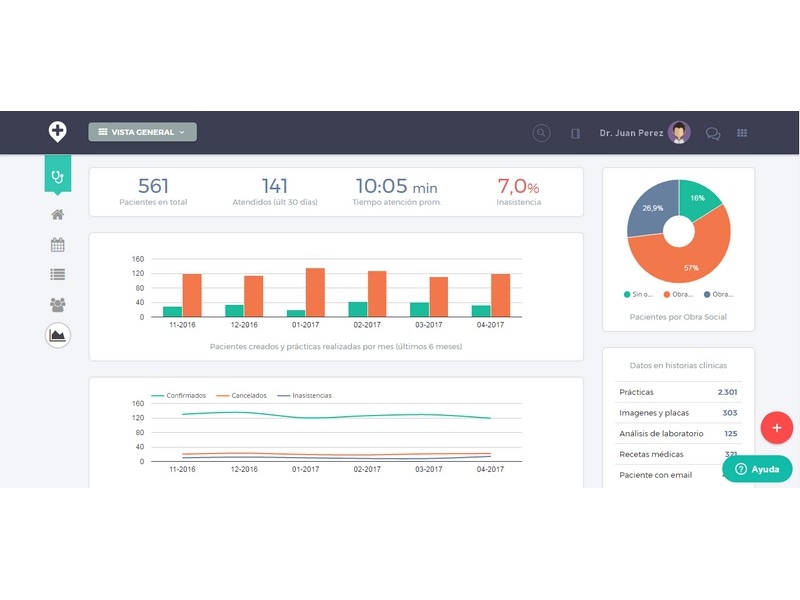 VISTA GENERAL
Dr. Juan Perez
561
Pacientes en total
141
Atendidos (últ 30 días)
10:05 min
Tiempo atención prom.
7,0%
Inasistencia
160
120
80
40
0
11-2016 12-2016 01-2017 02-2017 03-2017 04-2017
Pacientes creados y prácticas realizadas por mes (últimos 6 meses)
Confirmados Cancelados Inasistencias
160
120
80
40
0
11-2016 12-2016 01-2017 02-2017 03-2017 04-2017
16%
26,9%
57%
Sin o... Obra... Obra...
Pacientes por Obra Social
Datos en historias clínicas
Prácticas 2.301
Imagenes y placas 303
Análisis de laboratorio 125
Recetas médicas
Paciente con email
Ayuda